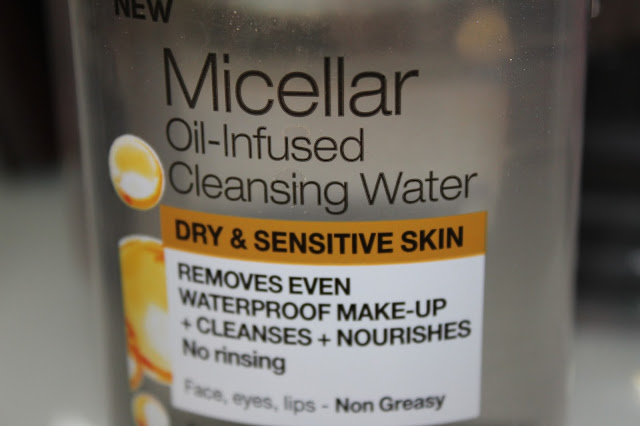 NEW
Micellar
Oil-Infused
Cleansing Water
DRY & SENSITIVE SKIN
REMOVES EVEN
WATERPROOF MAKE-UP
+ CLEANSES + NOURISHES
No rinsing
Face, eyes, lips - Non Greasy